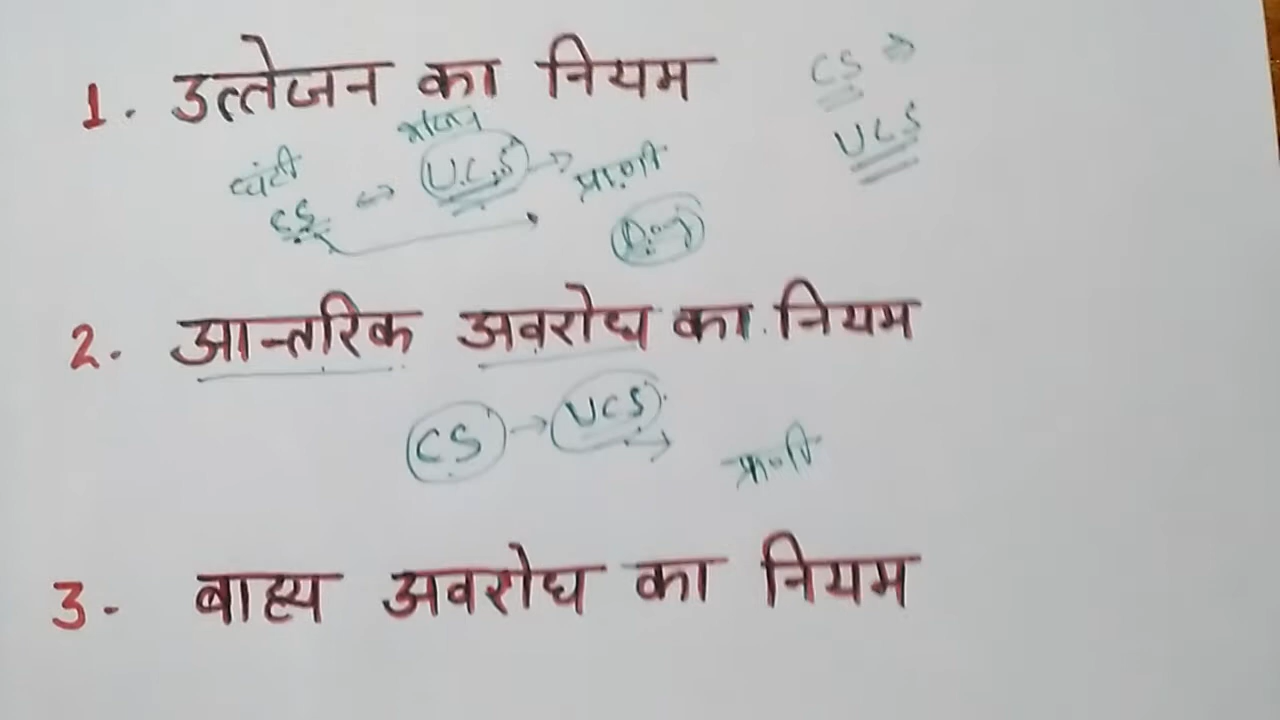 1. उत्तेजन का नियम
CS ⇒
UCS
भोजन
घंटी
CS ↔ U.C.S → प्राणी
Dog
2. आन्तरिक अवरोध का नियम
CS → UCS →
प्राणी
3. बाह्य अवरोध का नियम